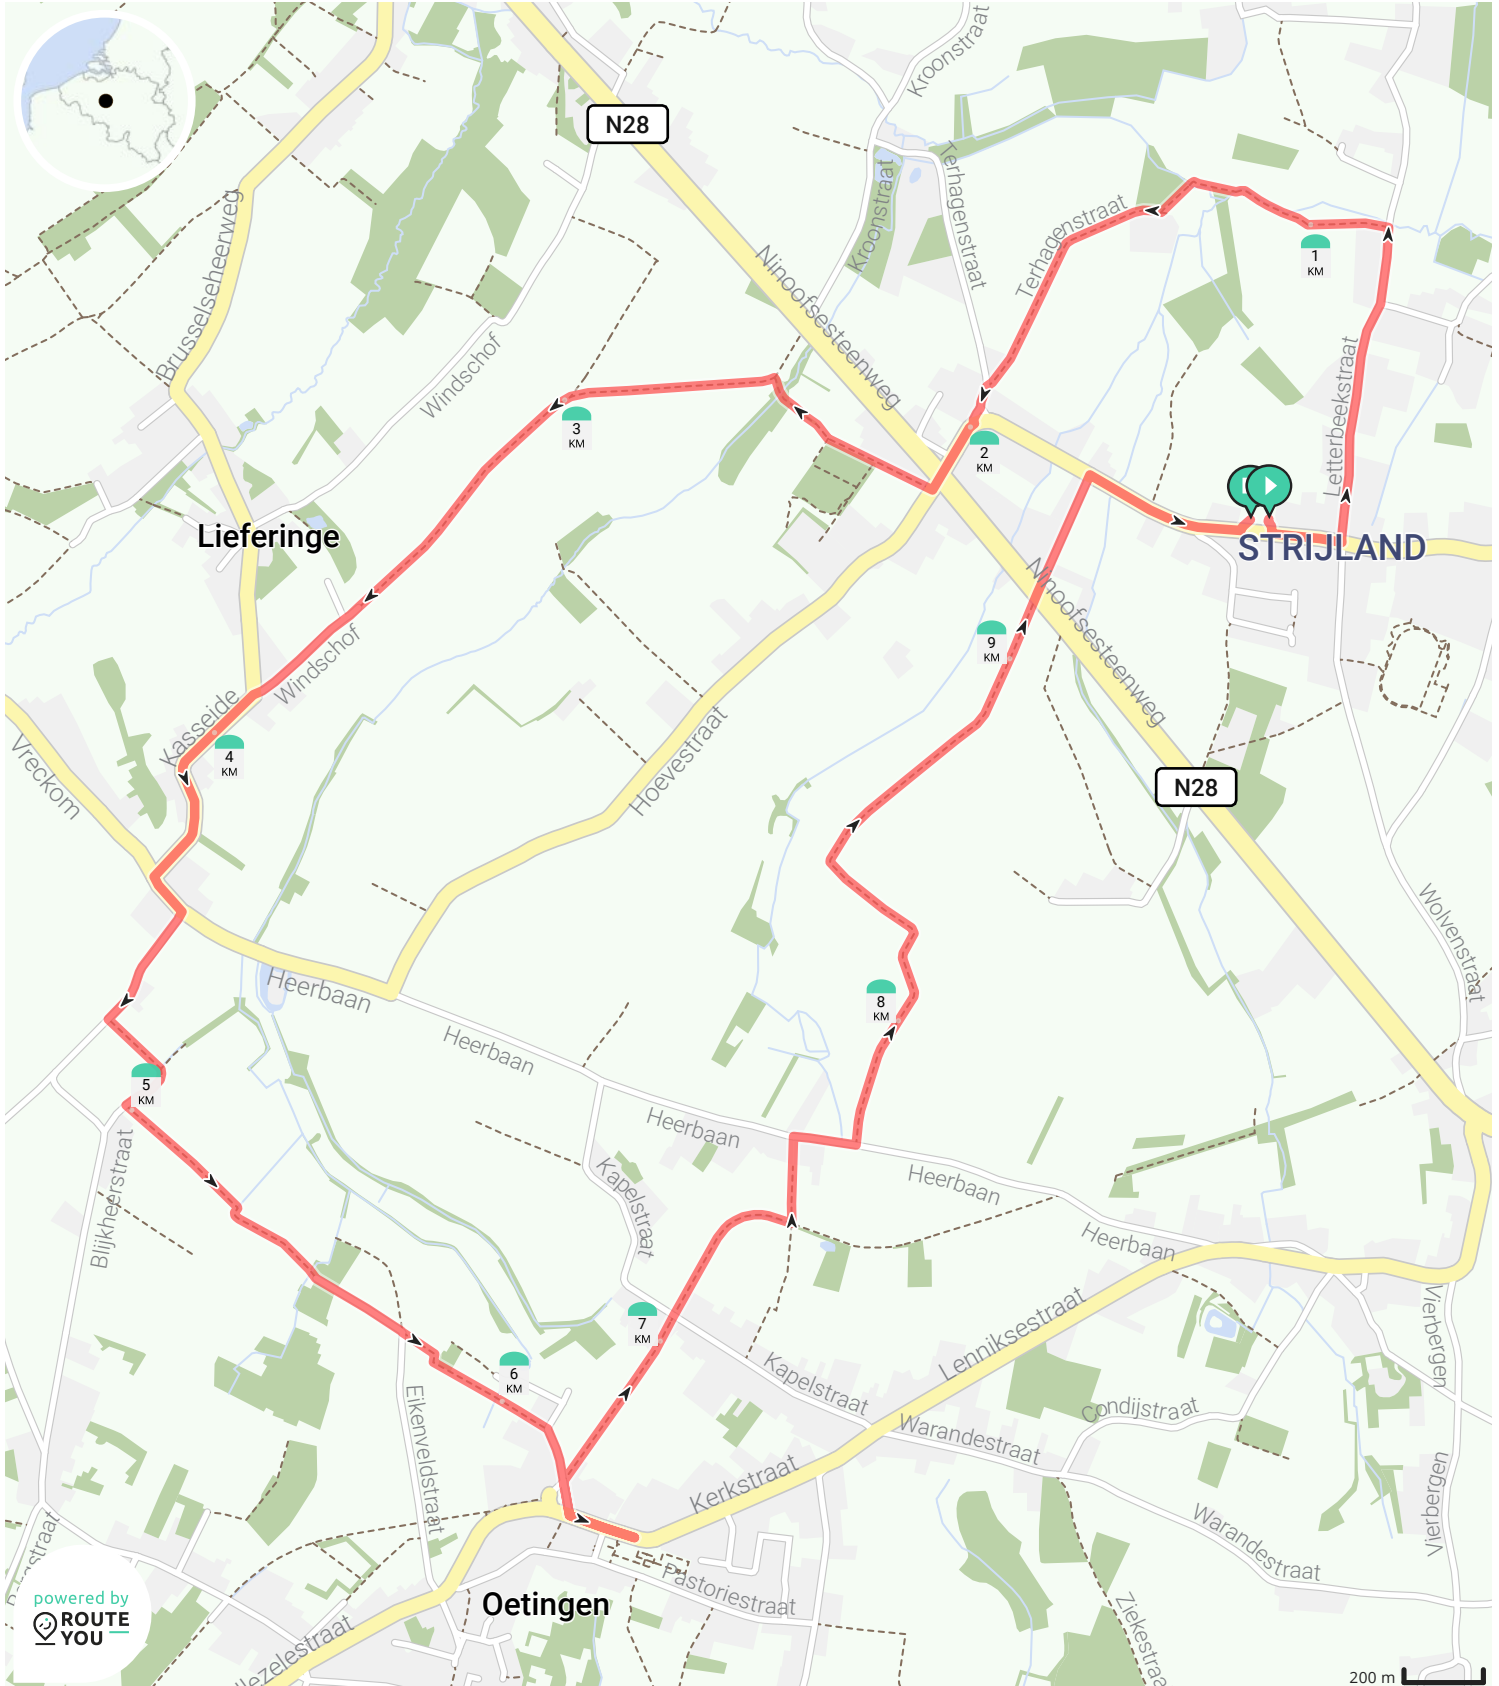 N28
Kroonstraat
Terhagenstraat
Kroonstraat
Terhagenstraat
1
KM
Brusselseheerweg
Ninoofsesteenweg
Windschof
Letterbeekstraat
3
KM
2
KM
Lieferinge
STRIJLAND
Ninoofsesteenweg
9
KM
Windschof
Kasseide
4
KM
Vreckom
Hoevestraat
N28
Wolvenstraat
Heerbaan
8
KM
Heerbaan
5
KM
Heerbaan
Blijkheerstraat
Kapelstraat
Heerbaan
Heerbaan
7
KM
Lenniksestraat
Vierbergen
6
KM
Kapelstraat
Eikenveldstraat
Condijstraat
Warandestraat
Kerkstraat
Vierbergen
Warandestraat
Pastoriestraat
Oetingen
Ziekestraa
llezelestraat
powered by
ROUTE
YOU
200 m